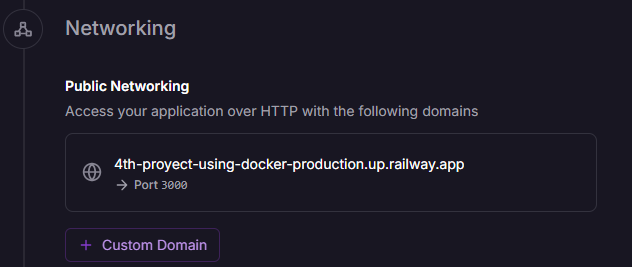 Networking
Public Networking
Access your application over HTTP with the following domains
4th-proyect-using-docker-production.up.railway.app
→ Port 3000
+ Custom Domain